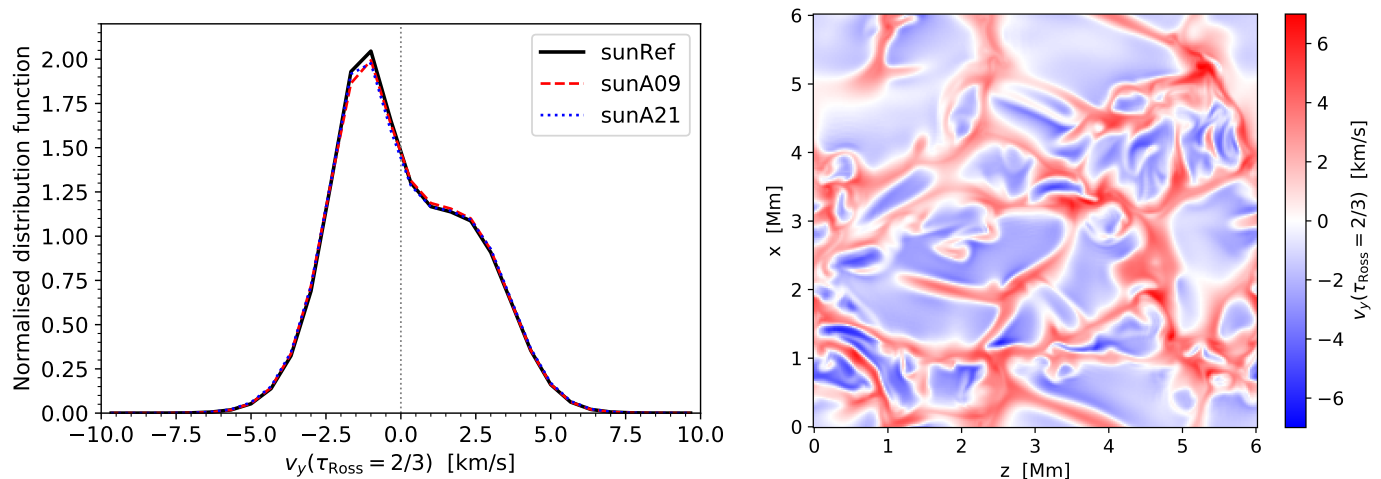 Normalised distribution function
2.00
1.75
1.50
1.25
1.00
0.75
0.50
0.25
0.00
sunRef
sunA09
sunA21
−10.0 −7.5 −5.0 −2.5 0.0 2.5 5.0 7.5 10.0
v_y(τ_Ross = 2/3) [km/s]
x [Mm]
6
5
4
3
2
1
0
0 1 2 3 4 5 6
z [Mm]
6
4
2
0
−2
−4
−6
v_y(τ_Ross = 2/3) [km/s]